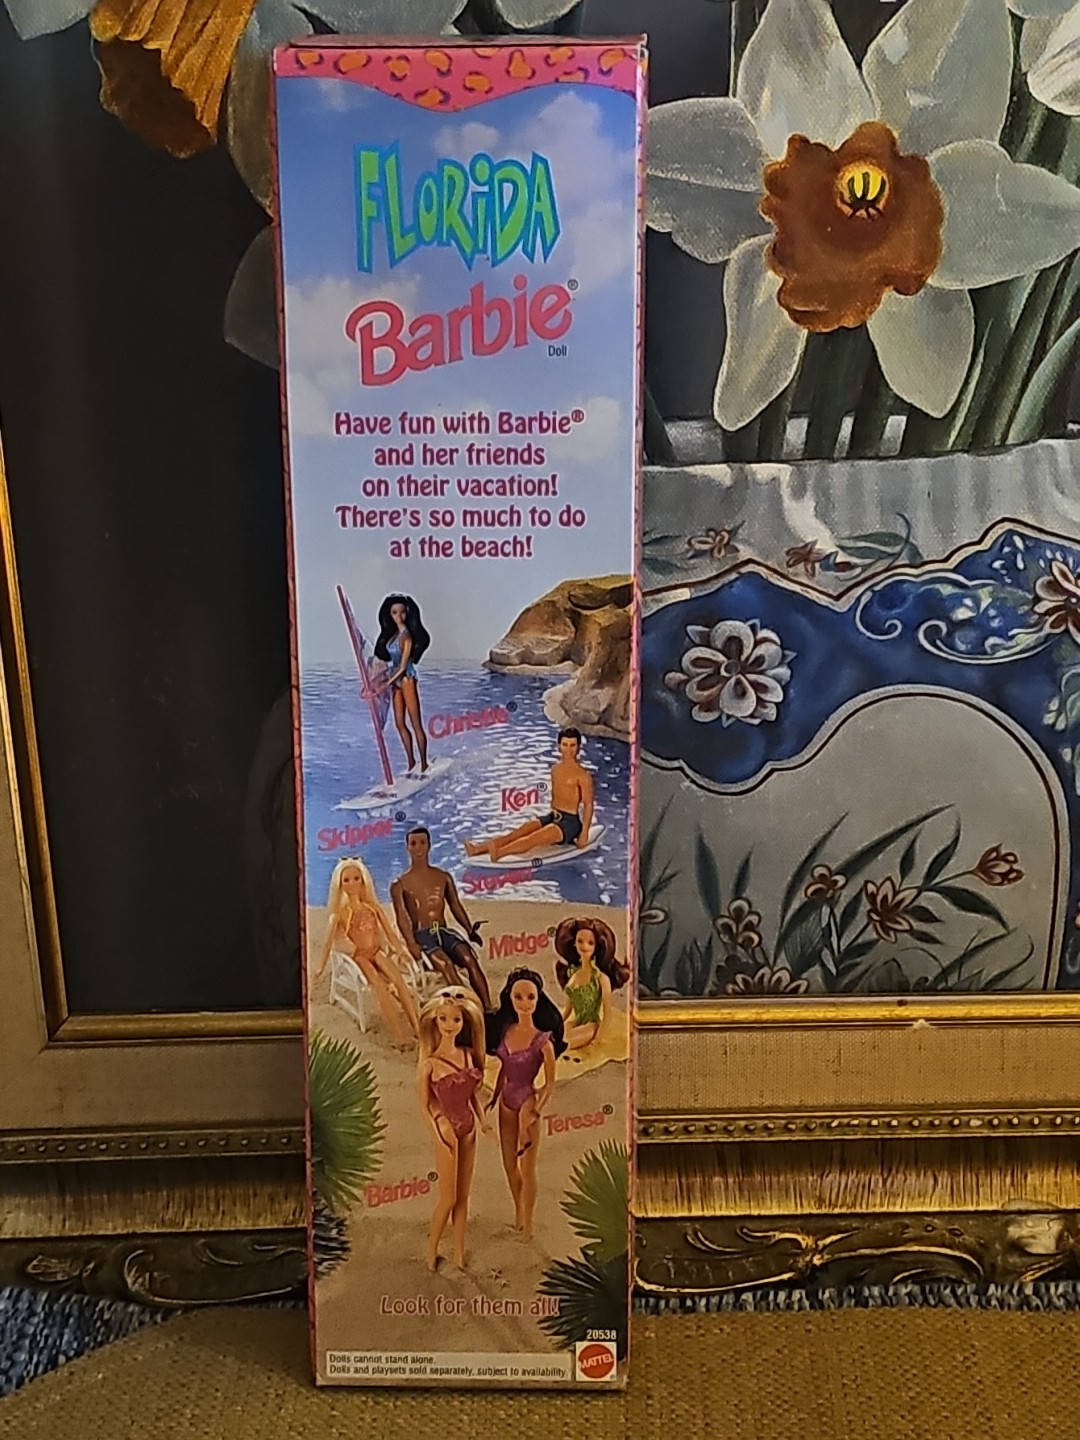 FLORiDA
Barbie®
Doll
Have fun with Barbie®
and her friends
on their vacation!
There's so much to do
at the beach!
Christie®
Ken®
Skipper®
Steven®
Midge®
Teresa®
Barbie®
Look for them all!
20538
Dolls cannot stand alone.
Dolls and playsets sold separately, subject to availability.
MATTEL